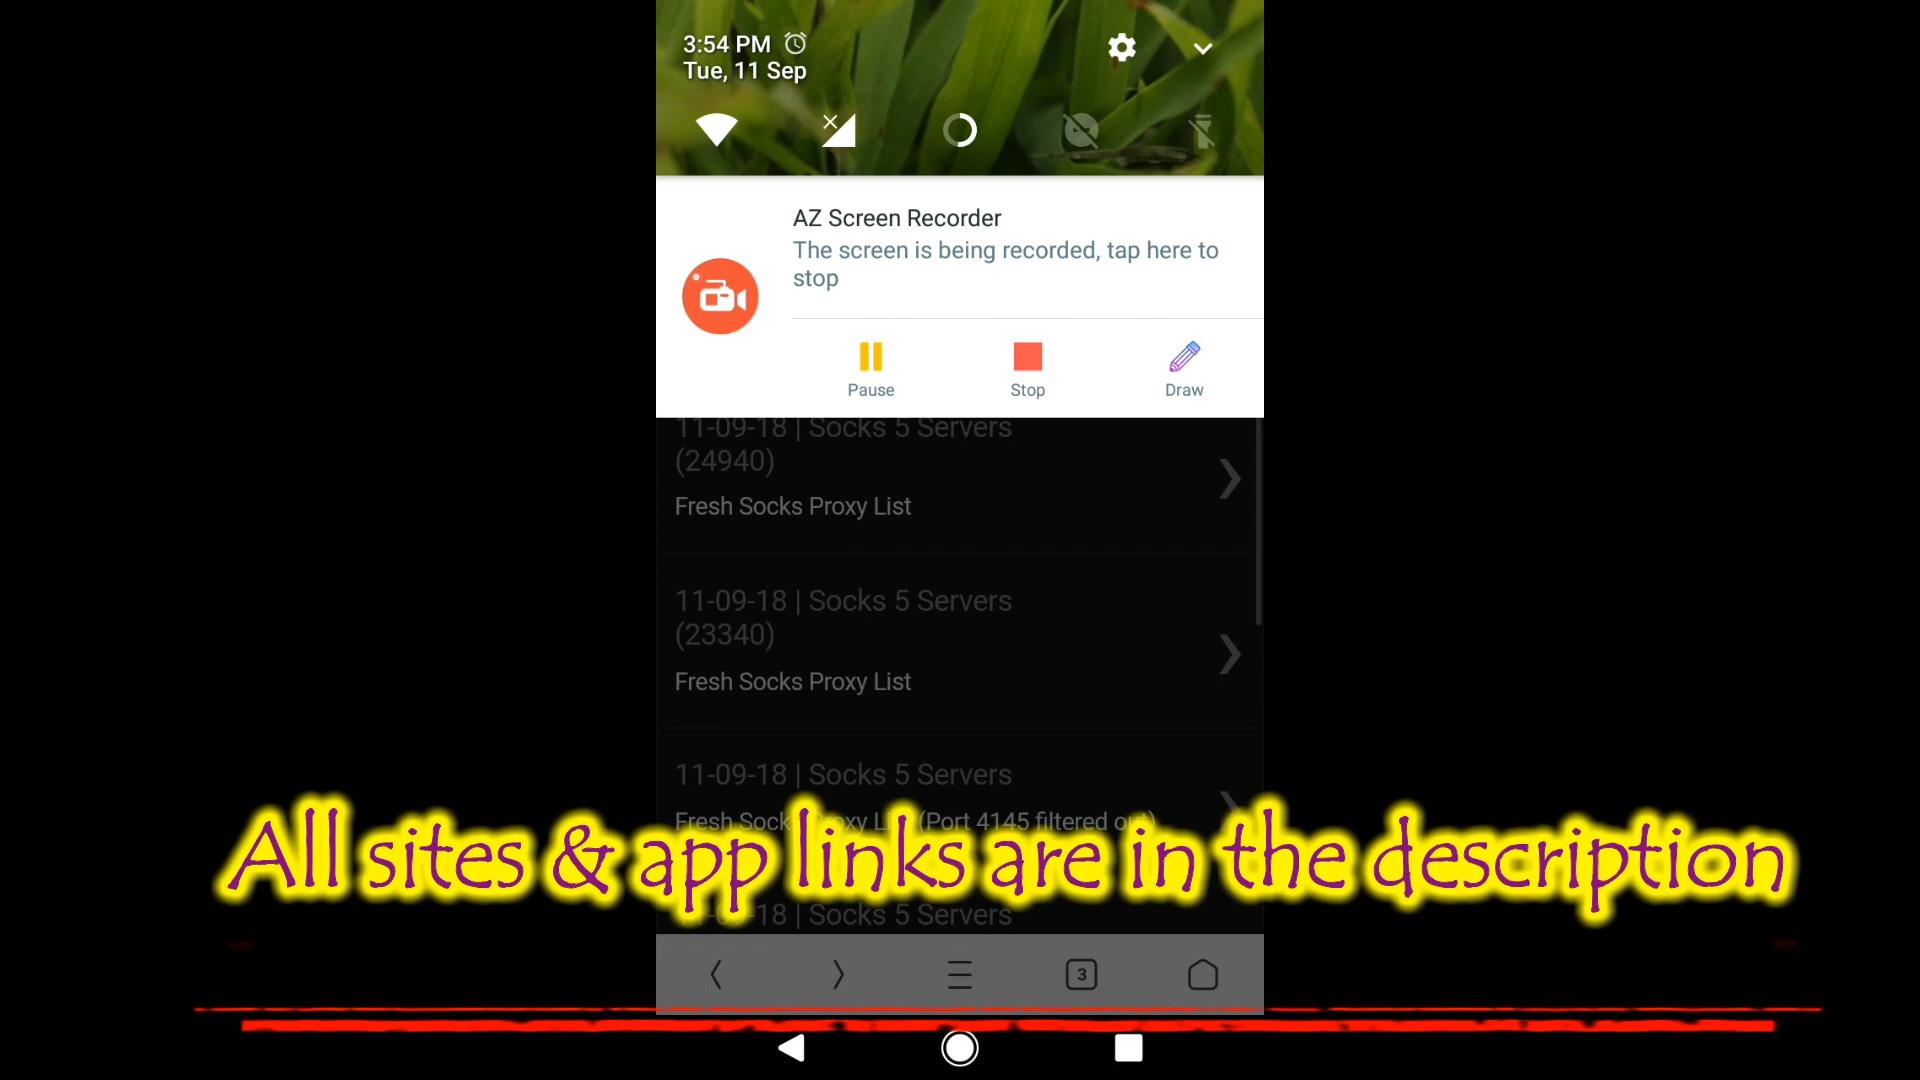 3:54 PM
Tue, 11 Sep
AZ Screen Recorder
The screen is being recorded, tap here to
stop
Pause
Stop
Draw
11-09-18 | Socks 5 Servers
(24940)
Fresh Socks Proxy List
11-09-18 | Socks 5 Servers
(23340)
Fresh Socks Proxy List
11-09-18 | Socks 5 Servers
Fresh Socks Proxy List (Port 4145 filtered out)
All sites & app links are in the description
-18 | Socks 5 Servers
3